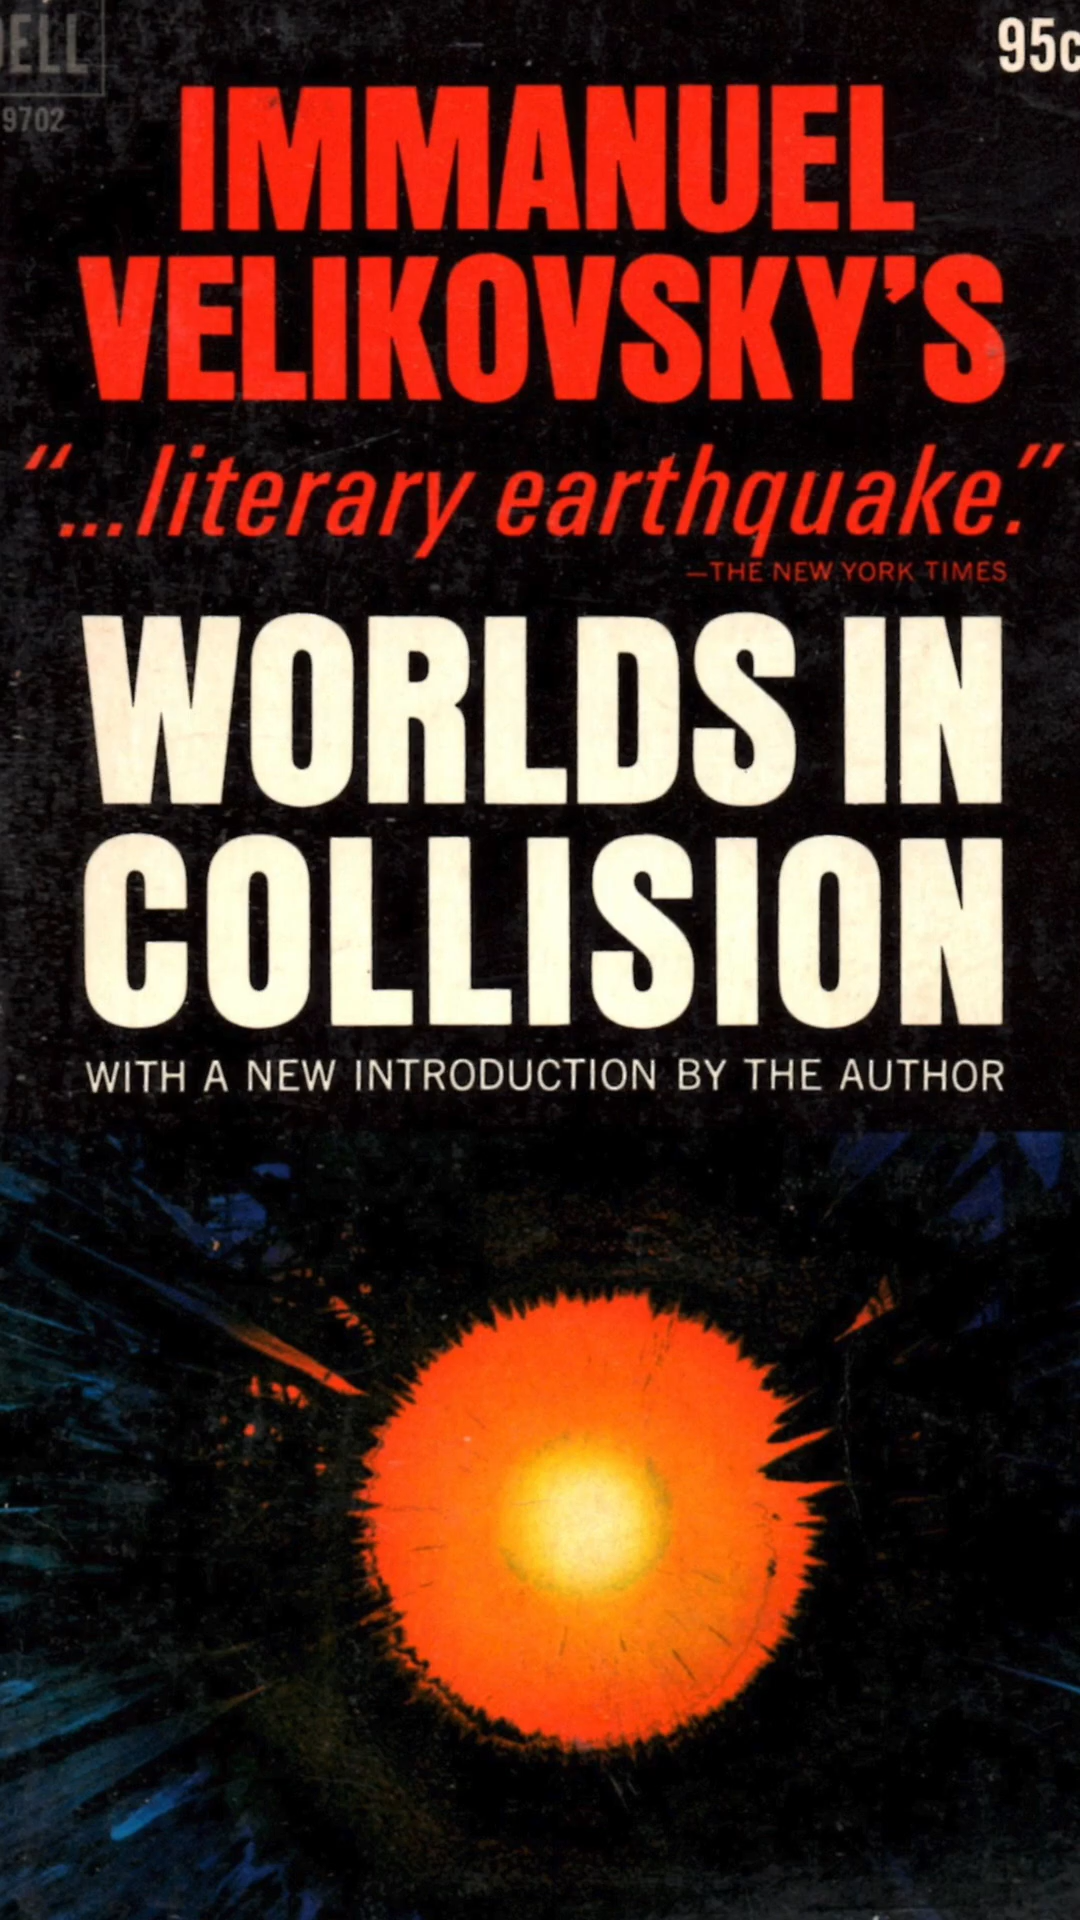 DELL
95c
9702
IMMANUEL
VELIKOVSKY'S
"...literary earthquake."
—THE NEW YORK TIMES
WORLDS IN
COLLISION
WITH A NEW INTRODUCTION BY THE AUTHOR